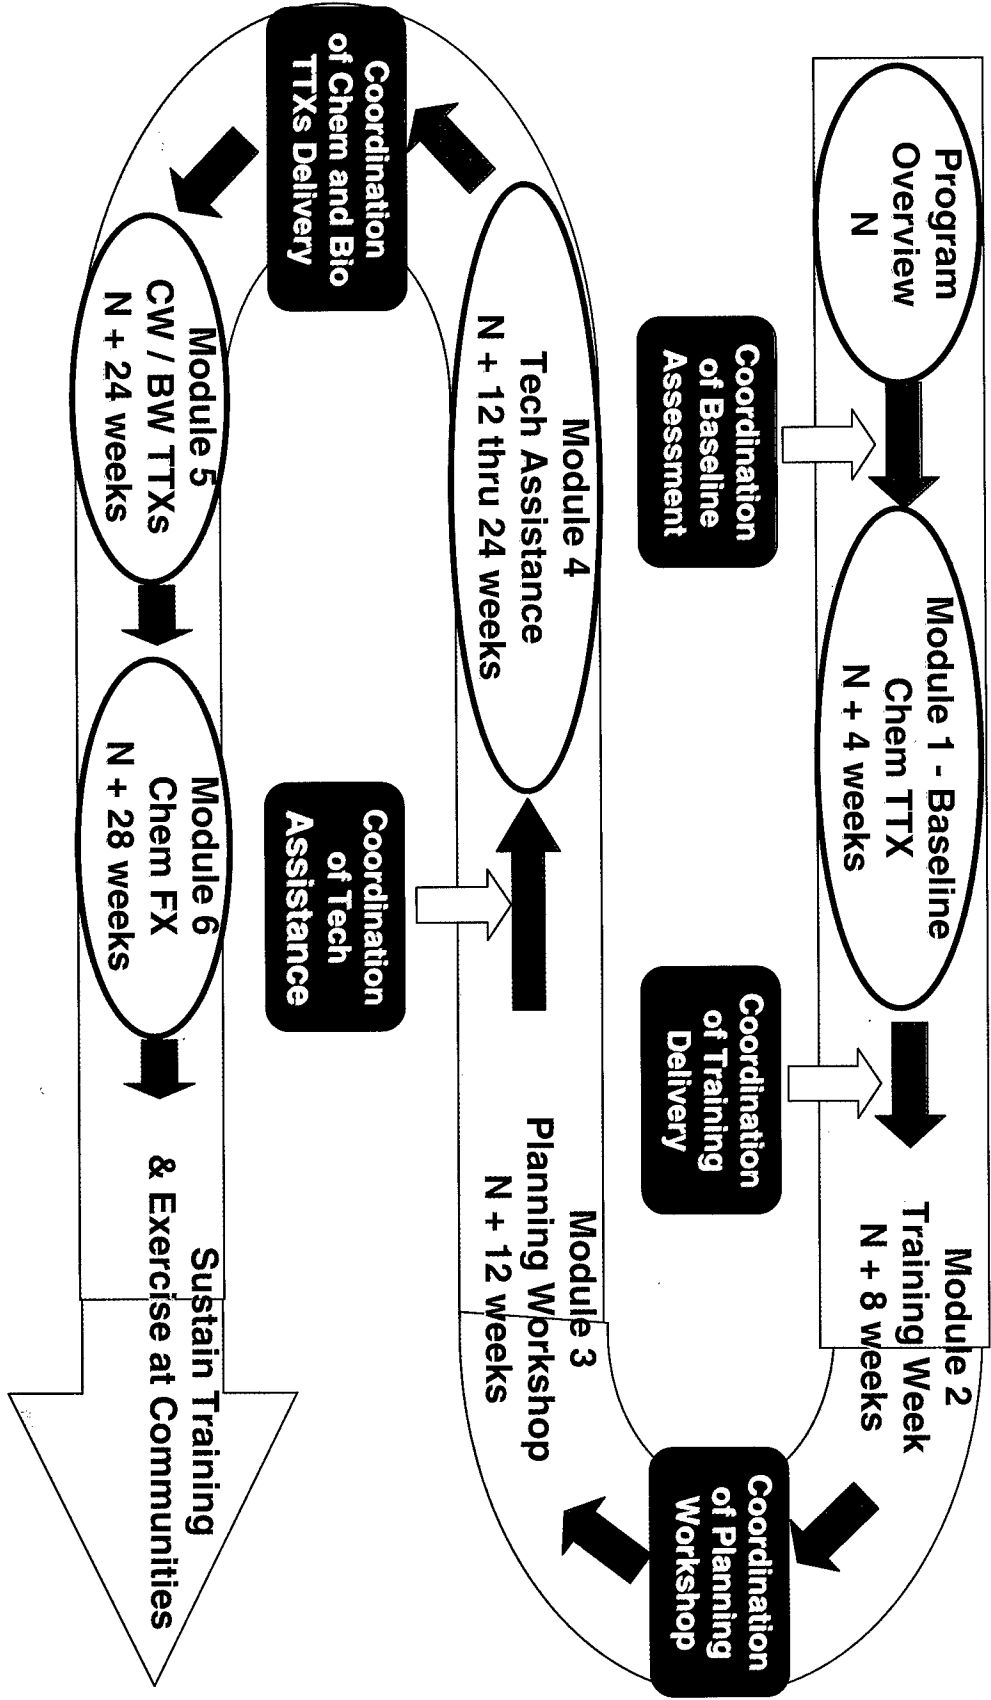 Program
Overview
N
Coordination
of Baseline
Assessment
Module 1 - Baseline
Chem TTX
N + 4 weeks
Coordination
of Training
Delivery
Module 2
Training Week
N + 8 weeks
Coordination
of Planning
Workshop
Module 3
Planning Workshop
N + 12 weeks
Coordination
of Tech
Assistance
Module 4
Tech Assistance
N + 12 thru 24 weeks
Coordination
of Chem and Bio
TTXs Delivery
Module 5
CW / BW TTXs
N + 24 weeks
Module 6
Chem FX
N + 28 weeks
Sustain Training
& Exercise at Communities